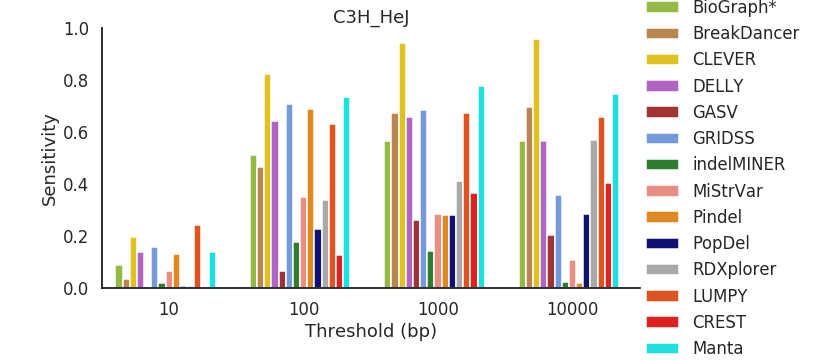 C3H_HeJ
1.0
0.8
0.6
0.4
0.2
0.0
Sensitivity
10
100
1000
10000
Threshold (bp)
BioGraph*
BreakDancer
CLEVER
DELLY
GASV
GRIDSS
indelMINER
MiStrVar
Pindel
PopDel
RDXplorer
LUMPY
CREST
Manta